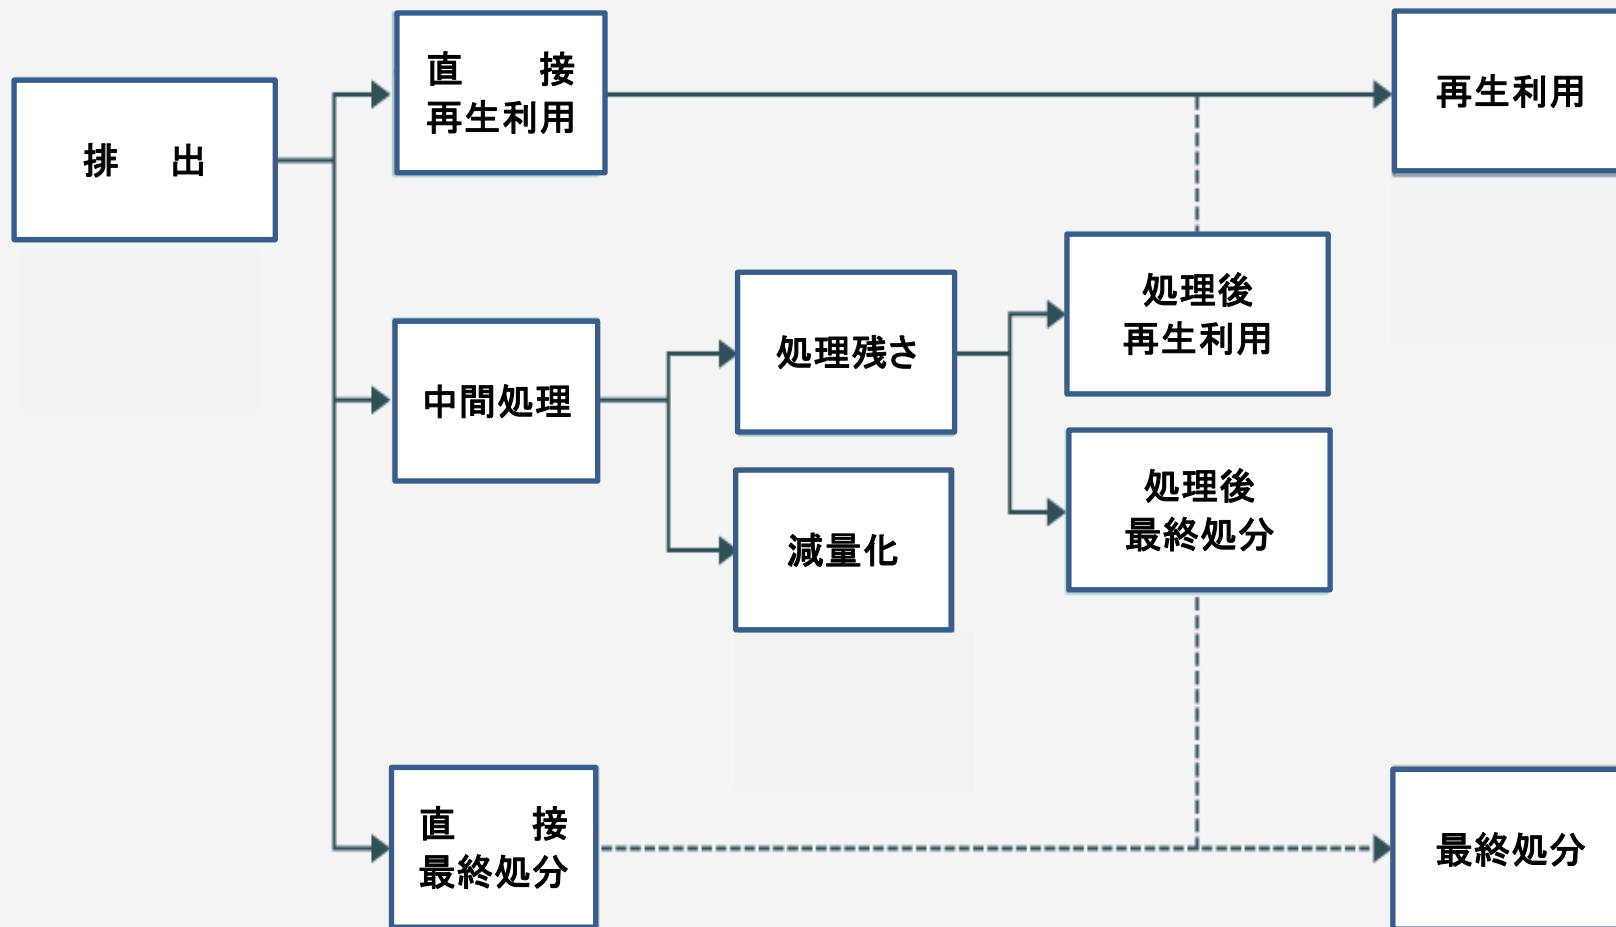 直　接
再生利用
再生利用
排　出
処理後
再生利用
処理残さ
中間処理
処理後
最終処分
減量化
直　接
最終処分
最終処分